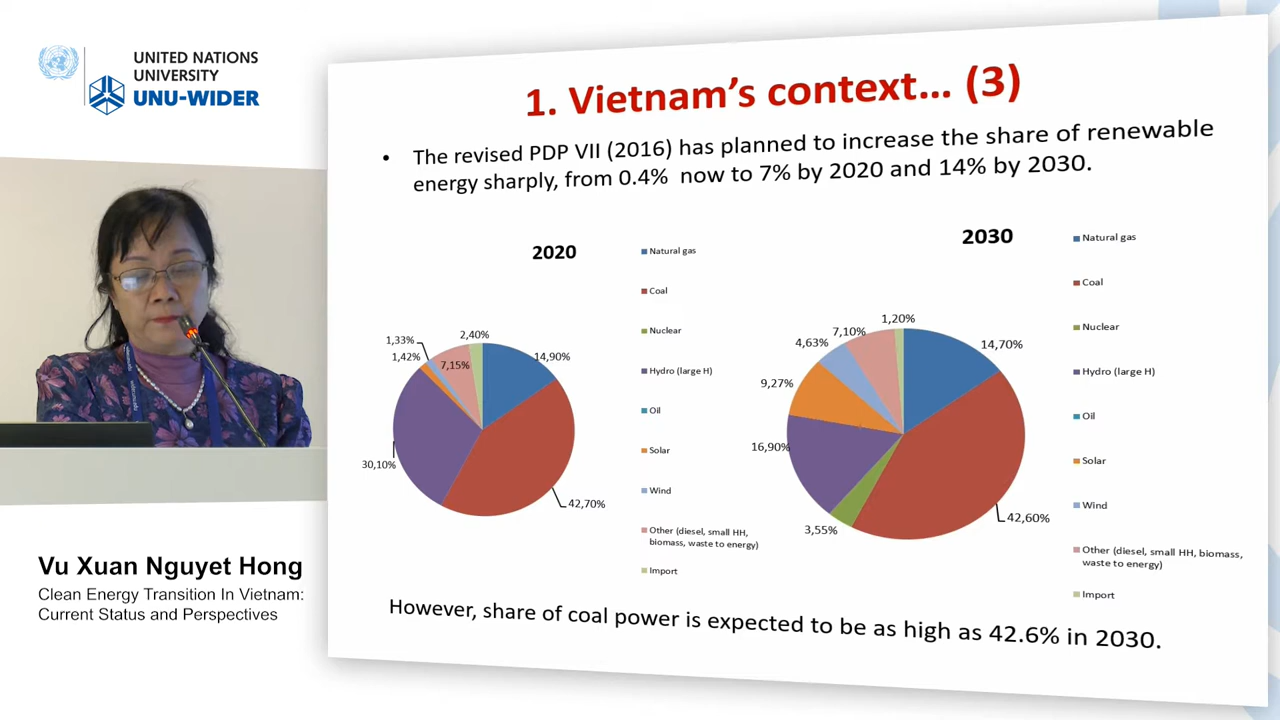 UNITED NATIONS
UNIVERSITY
UNU-WIDER
1. Vietnam's context... (3)
• The revised PDP VII (2016) has planned to increase the share of renewable
energy sharply, from 0.4% now to 7% by 2020 and 14% by 2030.
2020
Natural gas
Coal
Nuclear
Hydro (large H)
Oil
Solar
Wind
Other (diesel, small HH,
biomass, waste to energy)
Import
2,40%
1,33%
1,42%
7,15%
14,90%
30,10%
42,70%
2030
Natural gas
Coal
Nuclear
Hydro (large H)
Oil
Solar
Wind
Other (diesel, small HH, biomass,
waste to energy)
Import
1,20%
7,10%
4,63%
14,70%
9,27%
16,90%
3,55%
42,60%
However, share of coal power is expected to be as high as 42.6% in 2030.
Vu Xuan Nguyet Hong
Clean Energy Transition In Vietnam:
Current Status and Perspectives